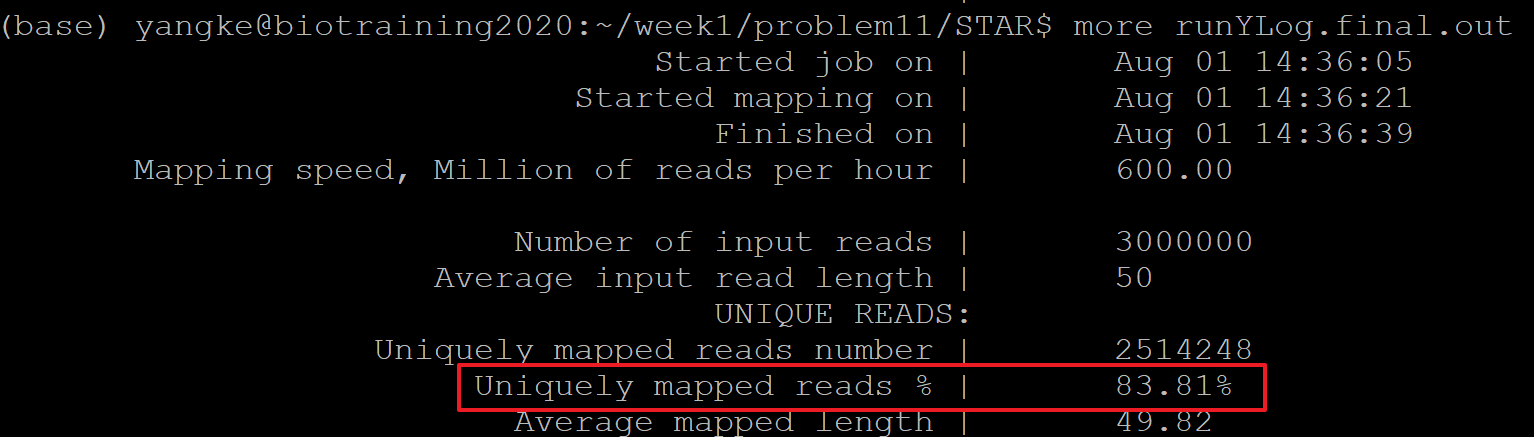 (base) yangke@biotraining2020:~/week1/problem11/STAR$ more runYLog.final.out
Started job on | Aug 01 14:36:05
Started mapping on | Aug 01 14:36:21
Finished on | Aug 01 14:36:39
Mapping speed, Million of reads per hour | 600.00
Number of input reads | 3000000
Average input read length | 50
UNIQUE READS:
Uniquely mapped reads number | 2514248
Uniquely mapped reads % | 83.81%
Average mapped length | 49.82